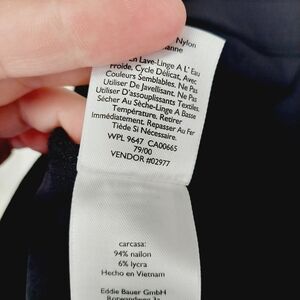 Nylon
En Lave-Linge A L' Eau
Froide, Cycle Délicat, Avec
Couleurs Semblables. Ne Pas
Utiliser De Javellisant. Ne Pas
Utiliser D'assouplissants Textiles,
Sécher Au Sèche-Linge A Basse
Température, Retirer
Immédiatement. Repasser Au Fer
Tiède Si Nécessaire.
WPL 9647 CA00665
79/00
VENDOR #02977
carcasa:
94% nailon
6% lycra
Hecho en Vietnam
Eddie Bauer GmbH